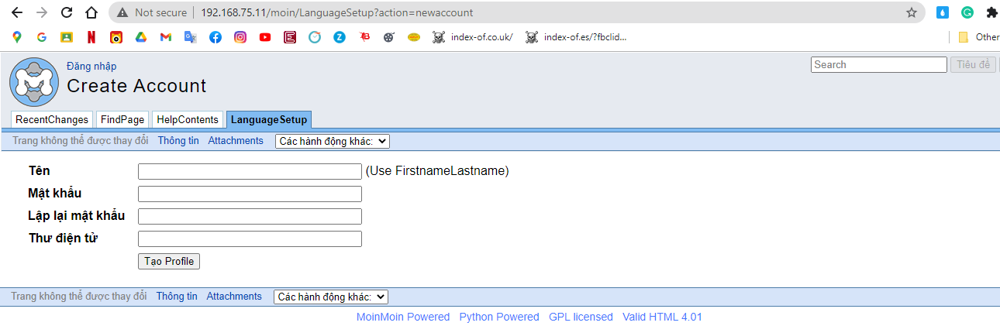 Not secure 192.168.75.11/moin/LanguageSetup?action=newaccount
index-of.co.uk/ index-of.es/?fbclid... Other
Đăng nhập Search Tiêu đề
Create Account
RecentChanges FindPage HelpContents LanguageSetup
Trang không thể được thay đổi Thông tin Attachments Các hành động khác:
Tên (Use FirstnameLastname)
Mật khẩu
Lập lại mật khẩu
Thư điện tử
Tạo Profile
Trang không thể được thay đổi Thông tin Attachments Các hành động khác:
MoinMoin Powered Python Powered GPL licensed Valid HTML 4.01